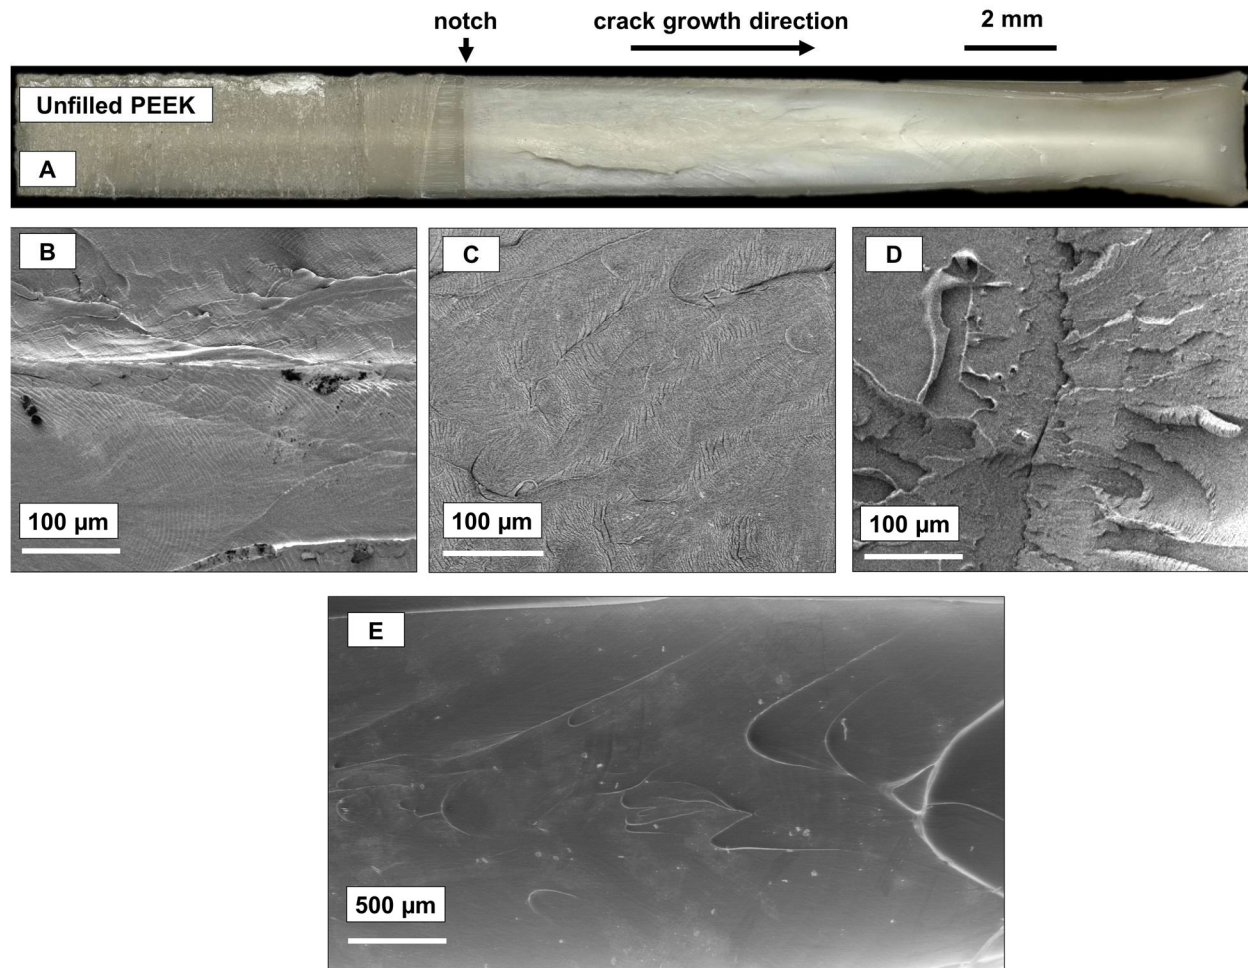 notch
crack growth direction
2 mm
Unfilled PEEK
A
B
C
D
100 µm
100 µm
100 µm
E
500 µm